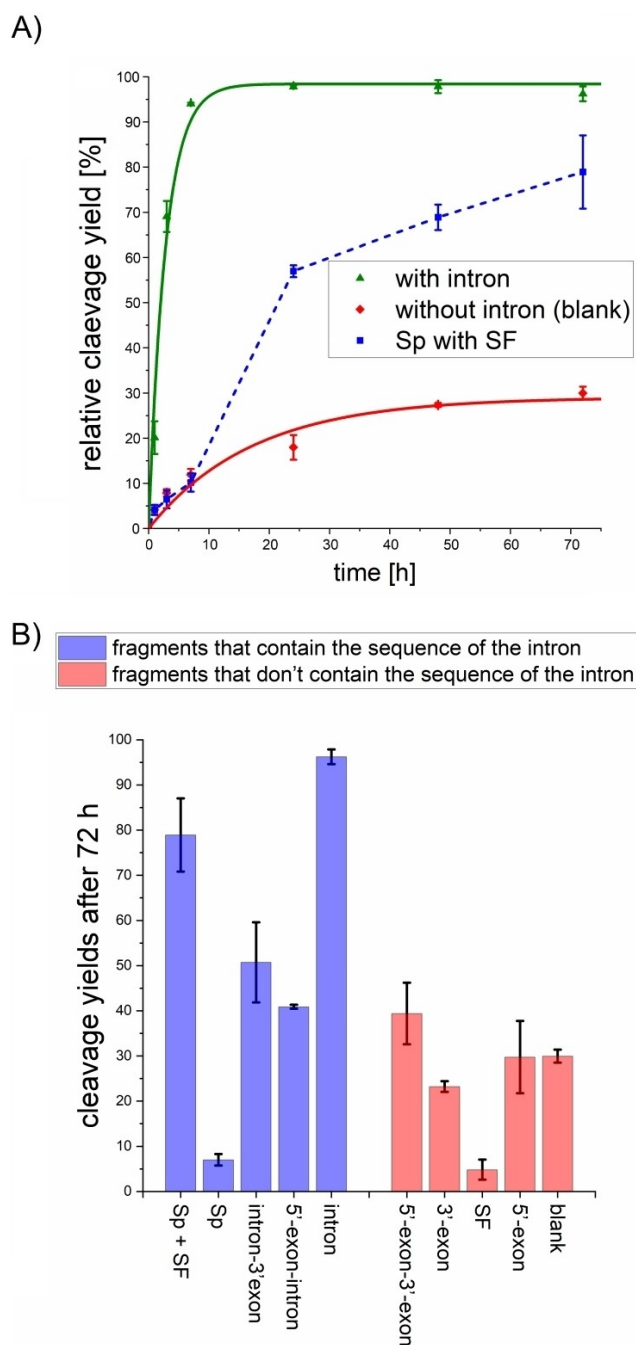 A)
100
90
80
70
60
50
40
30
20
10
0
relative claevage yield [%]
with intron
without intron (blank)
Sp with SF
0 10 20 30 40 50 60 70
time [h]
B)
fragments that contain the sequence of the intron
fragments that don't contain the sequence of the intron
100
90
80
70
60
50
40
30
20
10
0
cleavage yields after 72 h
Sp + SF
Sp
intron-3'exon
5'-exon-intron
intron
5'-exon-3'-exon
3'-exon
SF
5'-exon
blank